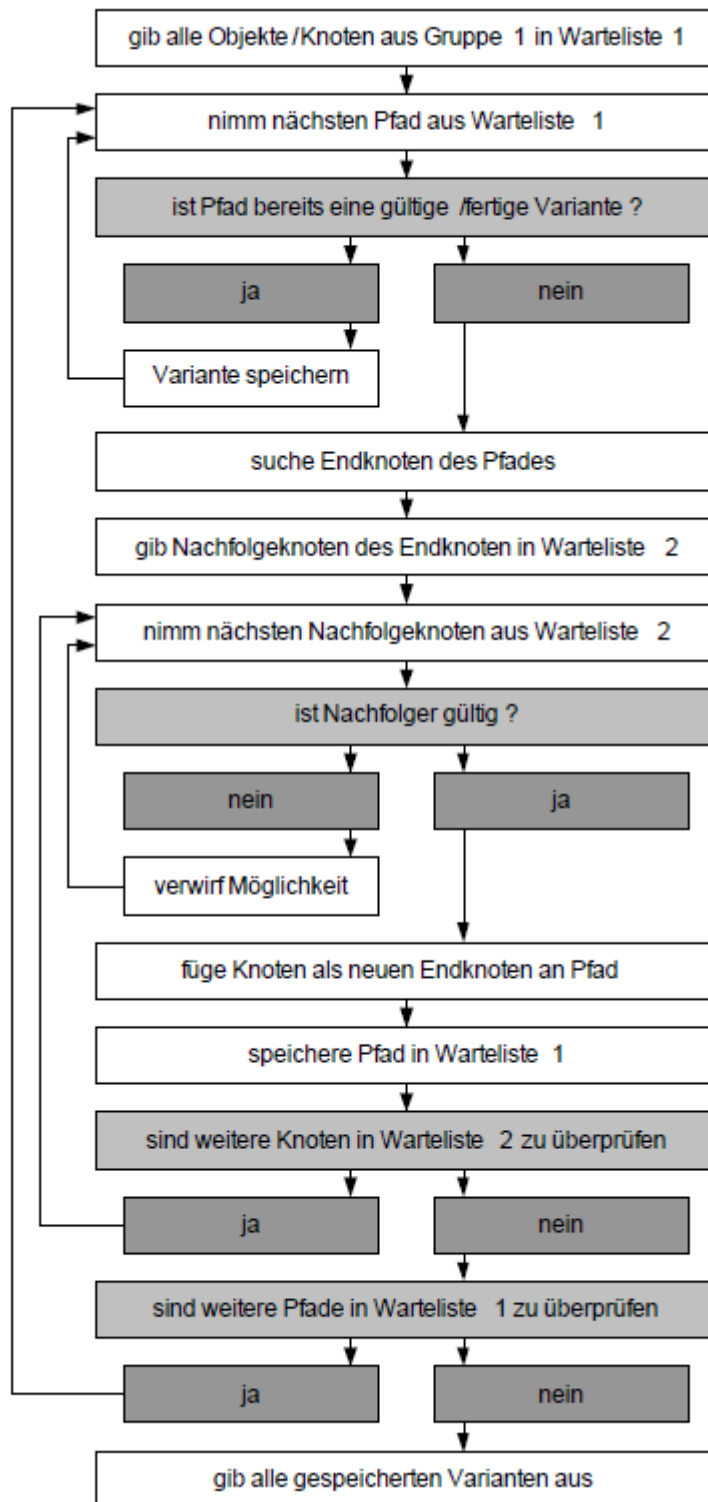 gib alle Objekte/Knoten aus Gruppe 1 in Warteliste 1
nimm nächsten Pfad aus Warteliste 1
ist Pfad bereits eine gültige /fertige Variante ?
ja
nein
Variante speichern
suche Endknoten des Pfades
gib Nachfolgeknoten des Endknoten in Warteliste 2
nimm nächsten Nachfolgeknoten aus Warteliste 2
ist Nachfolger gültig ?
nein
ja
verwirf Möglichkeit
füge Knoten als neuen Endknoten an Pfad
speichere Pfad in Warteliste 1
sind weitere Knoten in Warteliste 2 zu überprüfen
ja
nein
sind weitere Pfade in Warteliste 1 zu überprüfen
ja
nein
gib alle gespeicherten Varianten aus